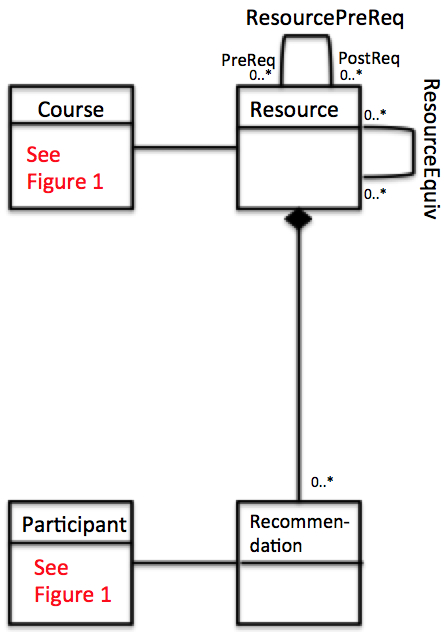 ResourcePreReq
PreReq
PostReq
0..*
0..*
Course
Resource
0..*
See
Figure 1
ResourceEquiv
0..*
0..*
Participant
Recommen-
dation
See
Figure 1